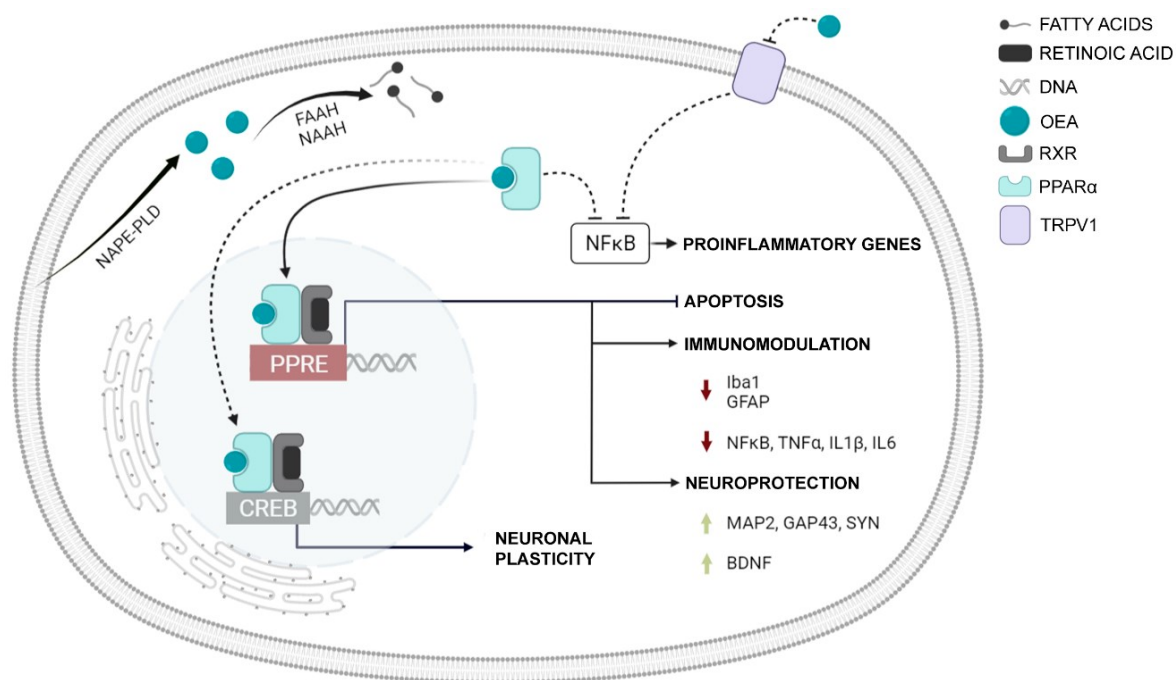 FATTY ACIDS
RETINOIC ACID
DNA
OEA
RXR
PPARα
TRPV1
FAAH
NAAH
NAPE-PLD
NFκB
PROINFLAMMATORY GENES
APOPTOSIS
IMMUNOMODULATION
Iba1
GFAP
NFκB, TNFα, IL1β, IL6
NEUROPROTECTION
MAP2, GAP43, SYN
BDNF
PPRE
CREB
NEURONAL
PLASTICITY